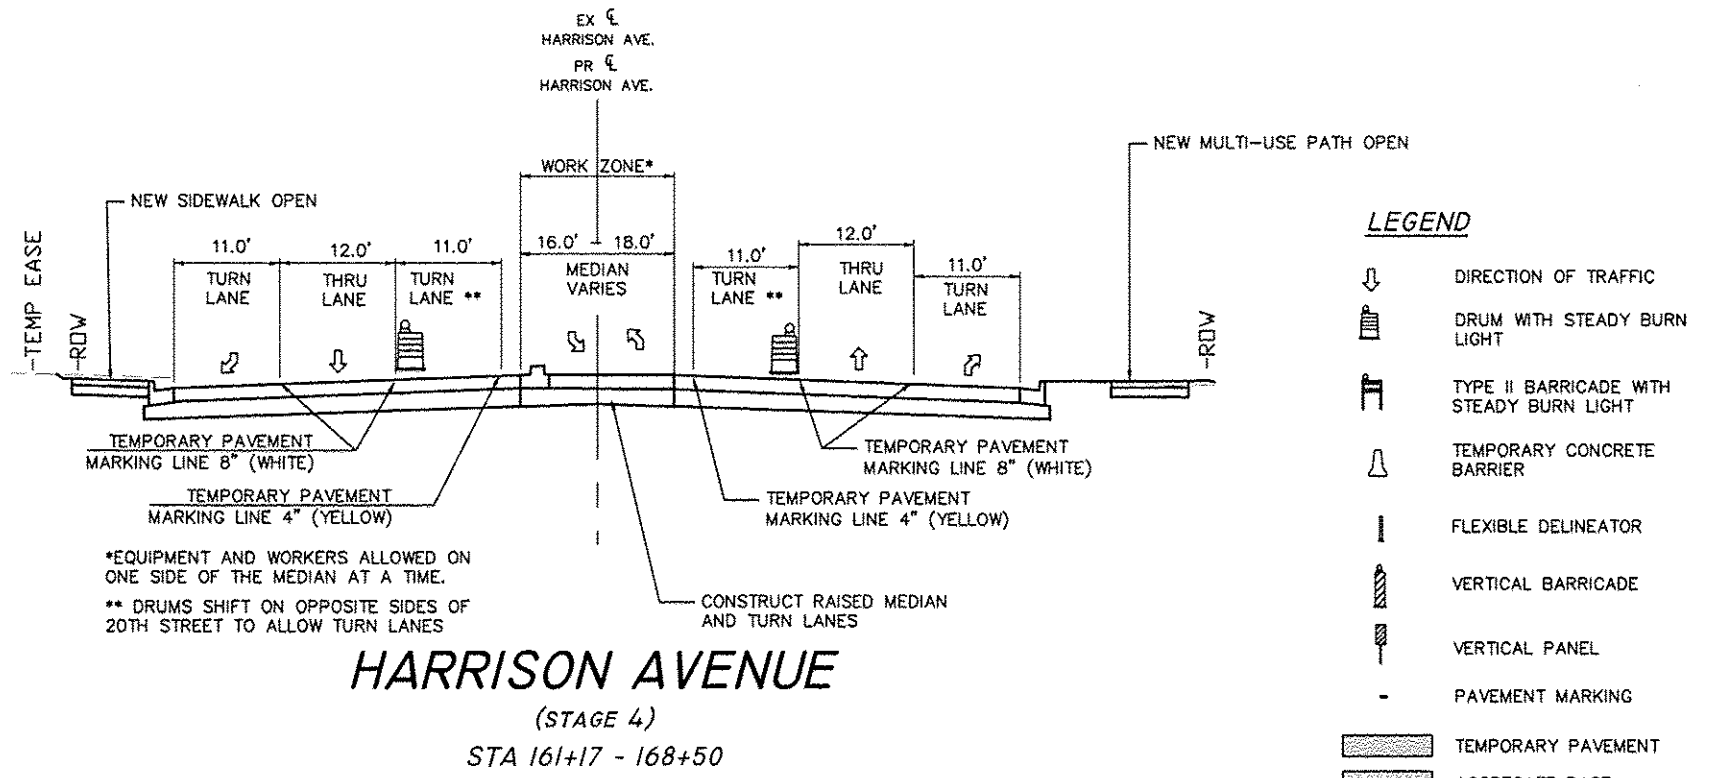 EX ℄
HARRISON AVE.
PR ℄
HARRISON AVE.
WORK ZONE*
NEW SIDEWALK OPEN
NEW MULTI-USE PATH OPEN
-TEMP EASE
-ROW
11.0'
TURN
LANE
12.0'
THRU
LANE
11.0'
TURN
LANE **
16.0' - 18.0'
MEDIAN
VARIES
11.0'
TURN
LANE **
12.0'
THRU
LANE
11.0'
TURN
LANE
-ROW
TEMPORARY PAVEMENT
MARKING LINE 8" (WHITE)
TEMPORARY PAVEMENT
MARKING LINE 4" (YELLOW)
TEMPORARY PAVEMENT
MARKING LINE 8" (WHITE)
TEMPORARY PAVEMENT
MARKING LINE 4" (YELLOW)
*EQUIPMENT AND WORKERS ALLOWED ON
ONE SIDE OF THE MEDIAN AT A TIME.
** DRUMS SHIFT ON OPPOSITE SIDES OF
20TH STREET TO ALLOW TURN LANES
CONSTRUCT RAISED MEDIAN
AND TURN LANES
HARRISON AVENUE
(STAGE 4)
STA 161+17 - 168+50
LEGEND
DIRECTION OF TRAFFIC
DRUM WITH STEADY BURN
LIGHT
TYPE II BARRICADE WITH
STEADY BURN LIGHT
TEMPORARY CONCRETE
BARRIER
FLEXIBLE DELINEATOR
VERTICAL BARRICADE
VERTICAL PANEL
PAVEMENT MARKING
TEMPORARY PAVEMENT